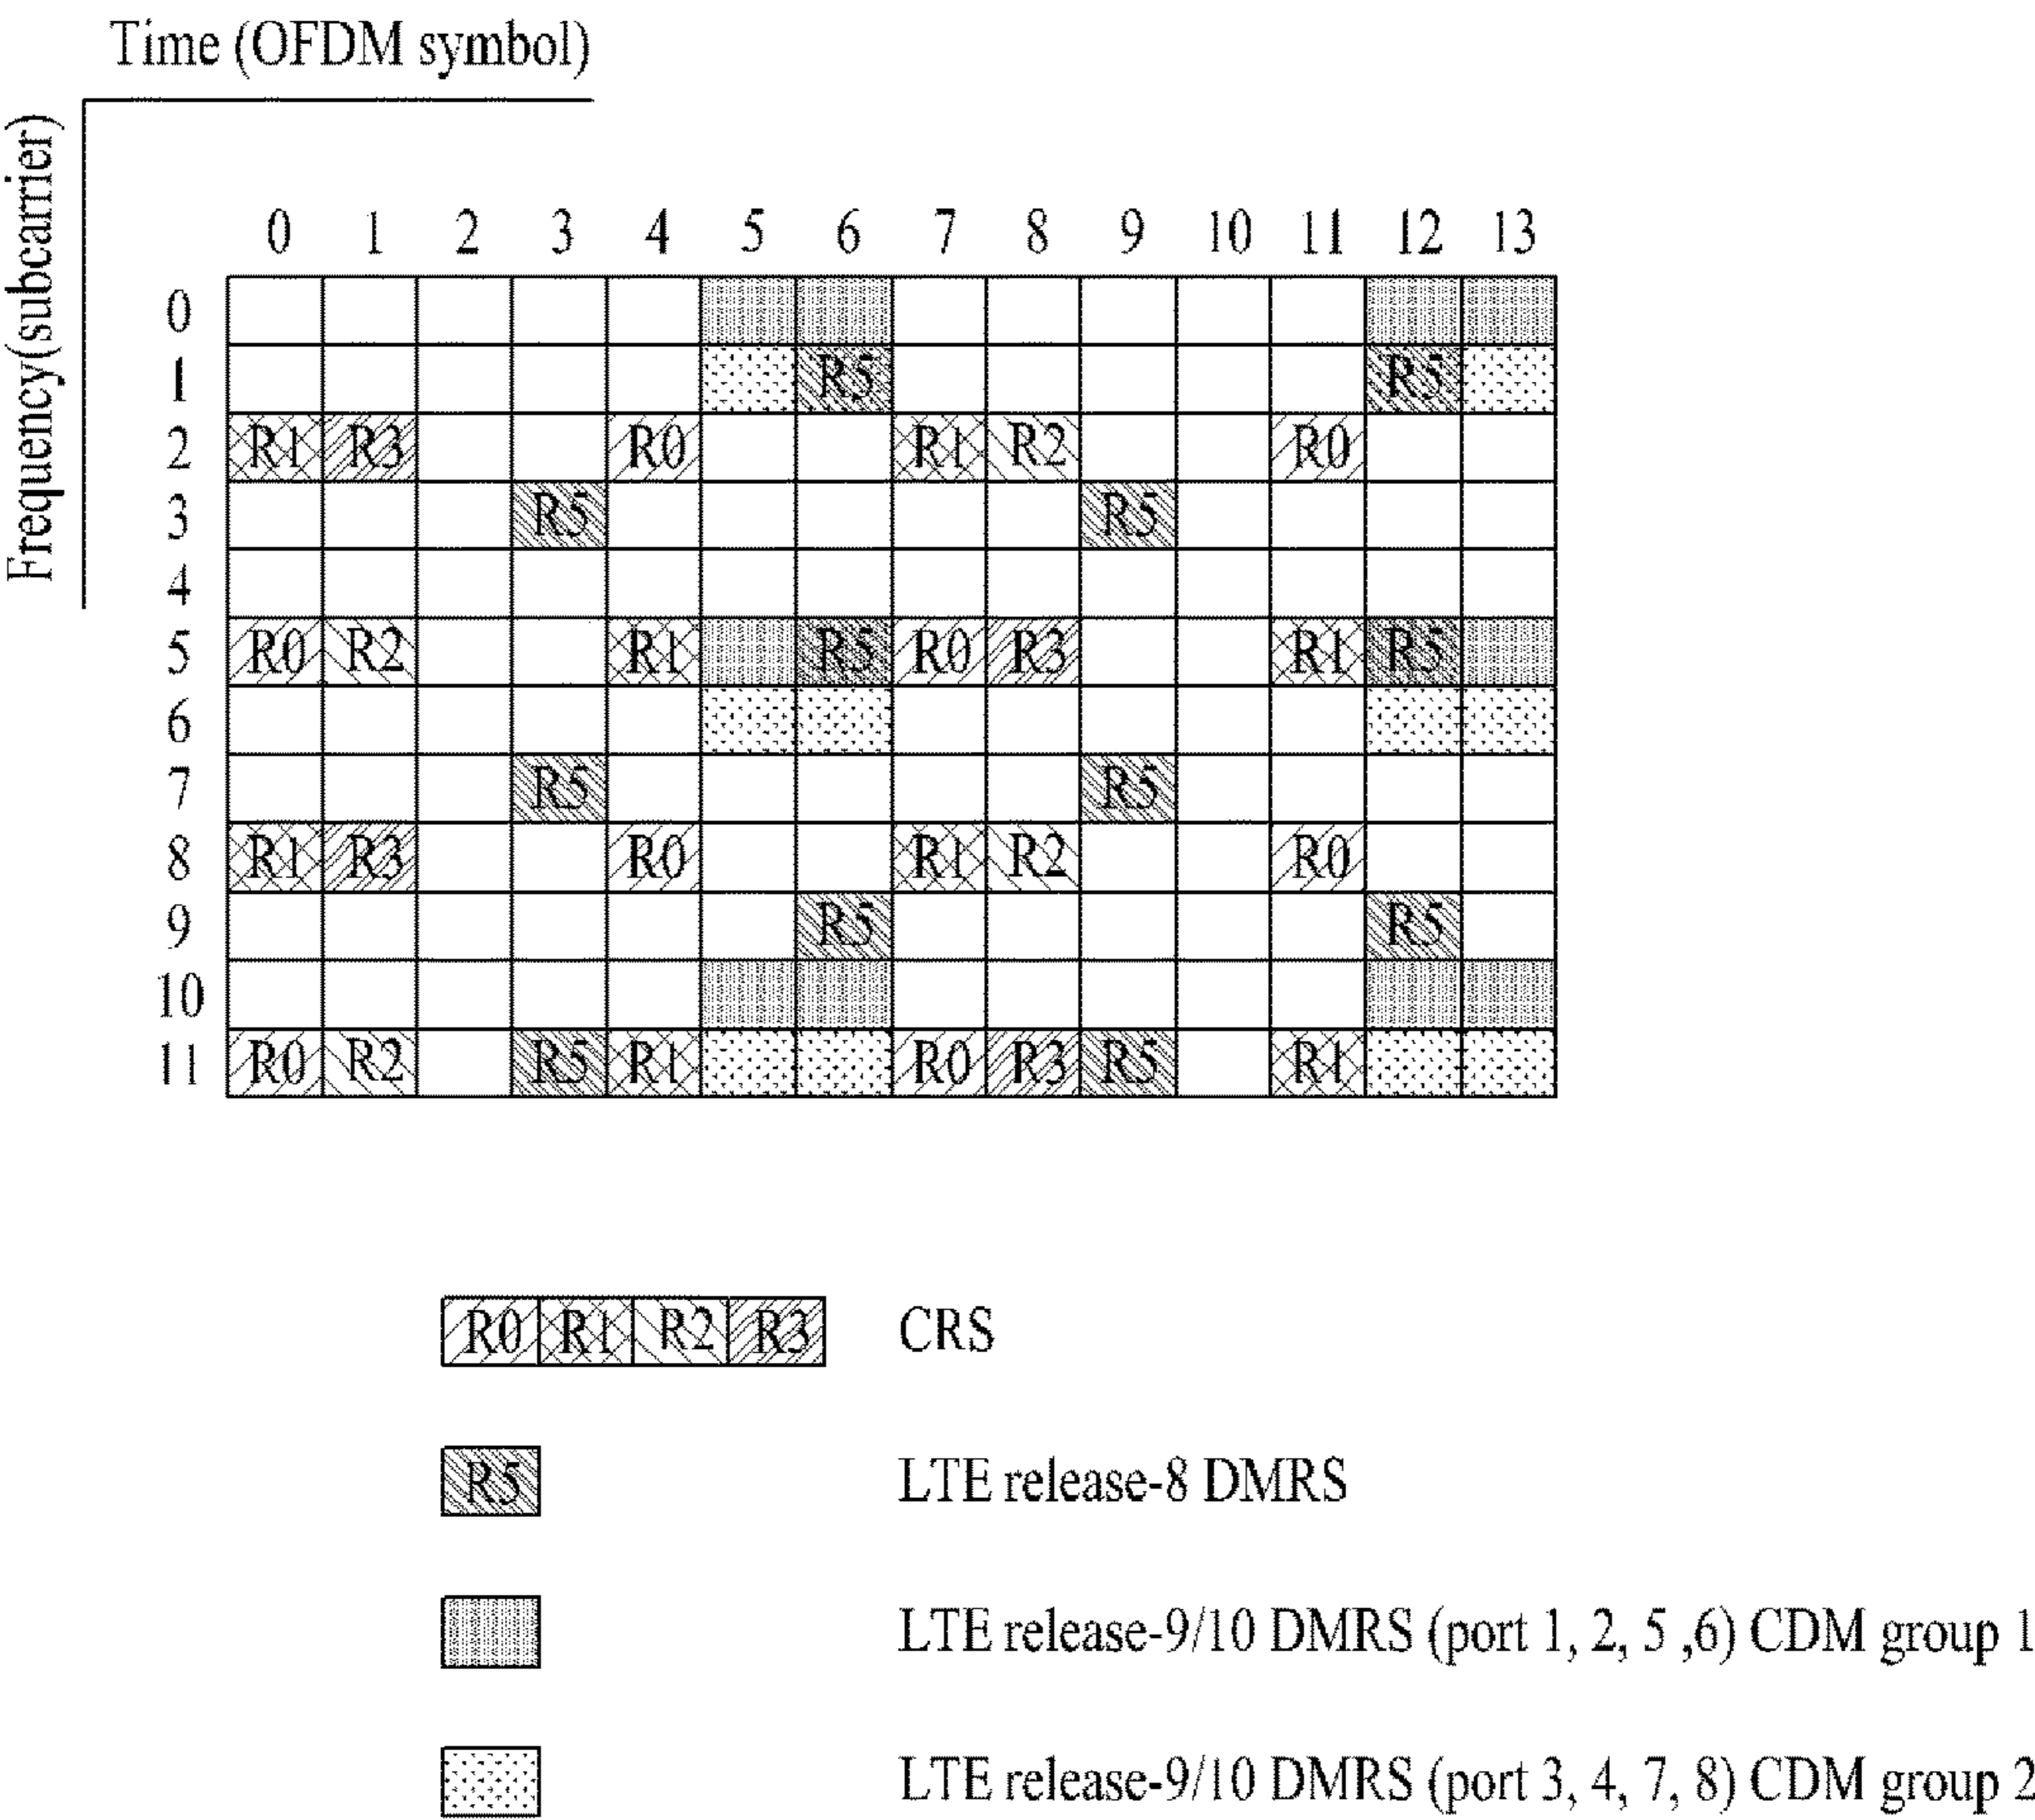 Time (OFDM symbol)
Frequency(subcarrier)
0 1 2 3 4 5 6 7 8 9 10 11 12 13
0
1 R5 R5
2 R1 R3 R0 R1 R2 R0
3 R5 R5
4
5 R0 R2 R1 R5 R0 R3 R1 R5
6
7 R5 R5
8 R1 R3 R0 R1 R2 R0
9 R5 R5
10
11 R0 R2 R5 R1 R0 R3 R5 R1
R0 R1 R2 R3 CRS
R5 LTE release-8 DMRS
LTE release-9/10 DMRS (port 1, 2, 5 ,6) CDM group 1
LTE release-9/10 DMRS (port 3, 4, 7, 8) CDM group 2